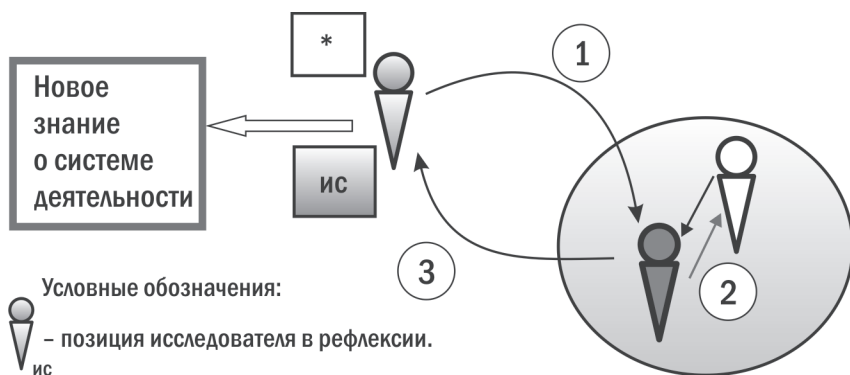 *
1
Новое
знание
о системе
деятельности
ис
3
2
Условные обозначения:
– позиция исследователя в рефлексии.
ис